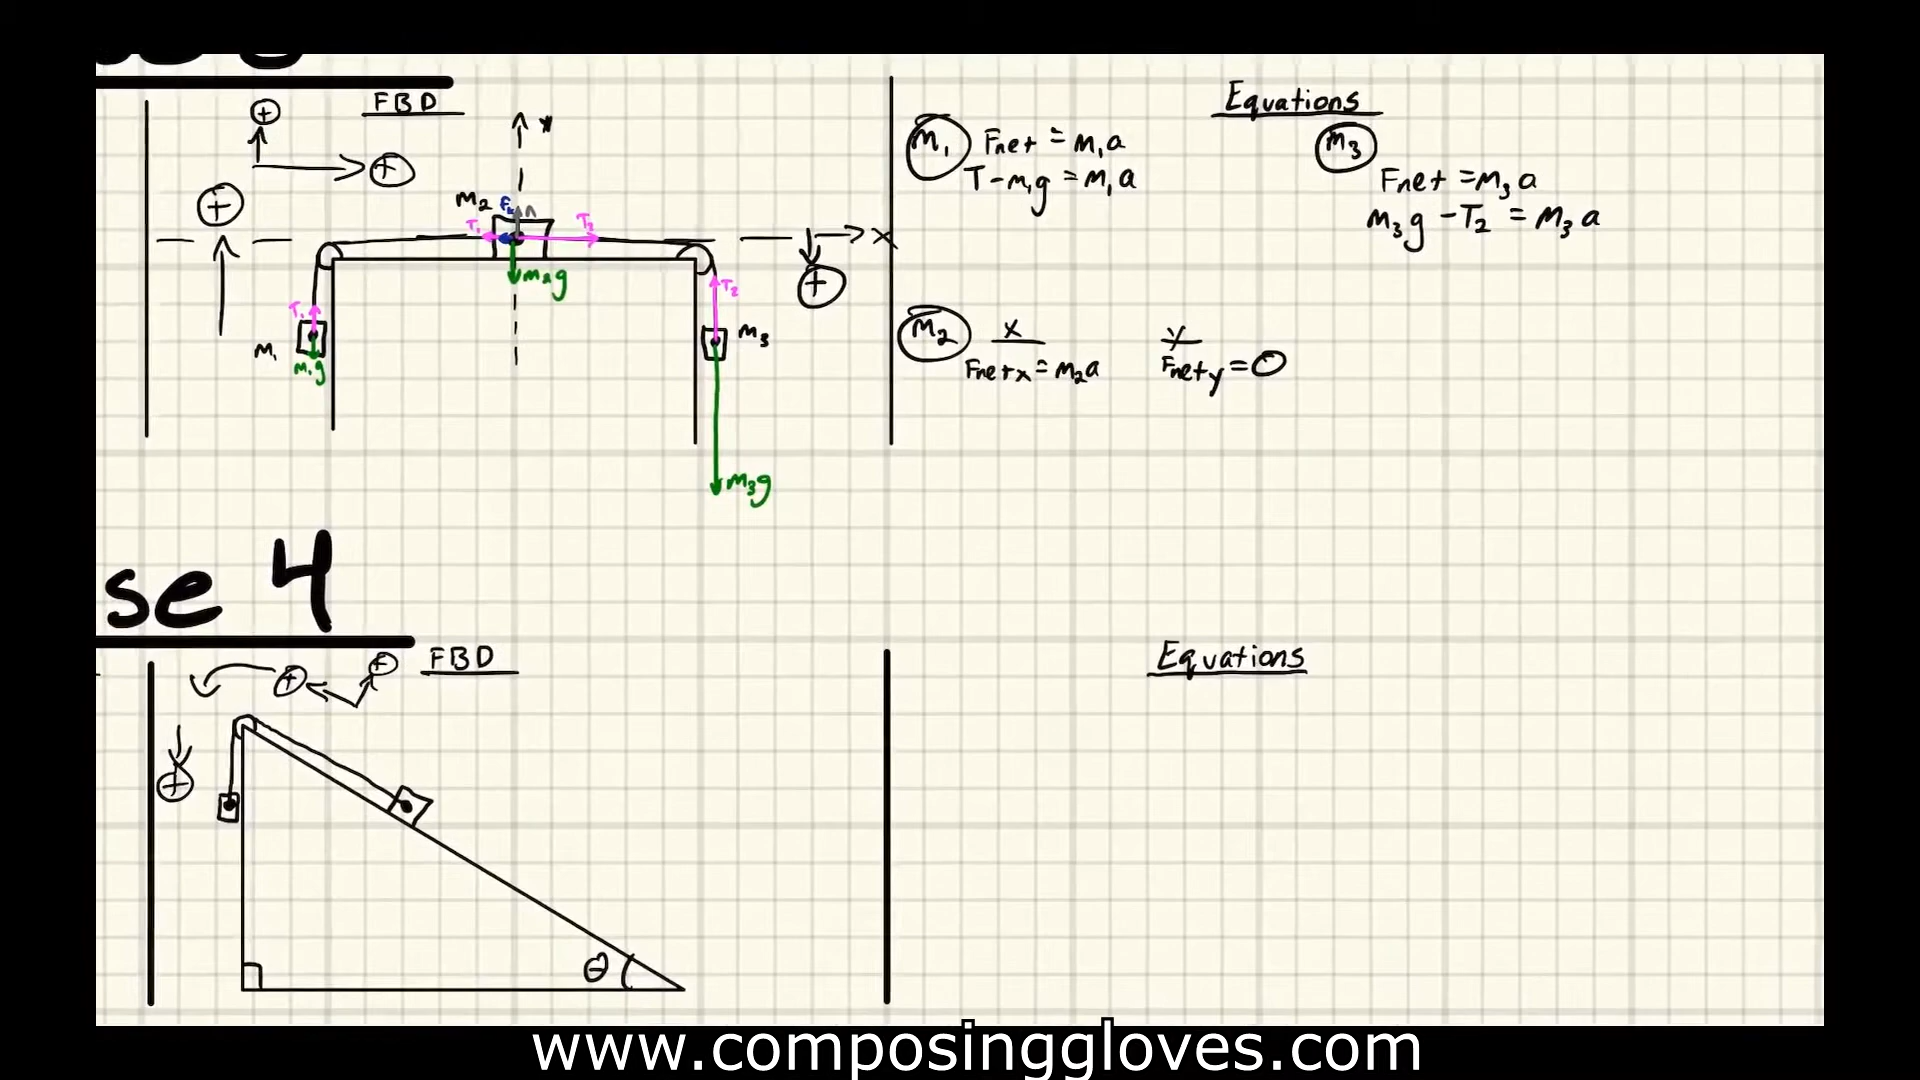 FBD
Equations
+
+
+
m₁
Fnet = m₁a
T - m₁g = m₁a
m₃
Fnet = m₃a
m₃g - T₂ = m₃a
m₂
T₁
n
T₂
x
m₂g
+
T₁
T₂
m₁
m₁g
m₃
m₃g
m₂
x
Fnetx = m₂a
y
Fnety = 0
se 4
FBD
Equations
+
+
+
θ
www.composinggloves.com